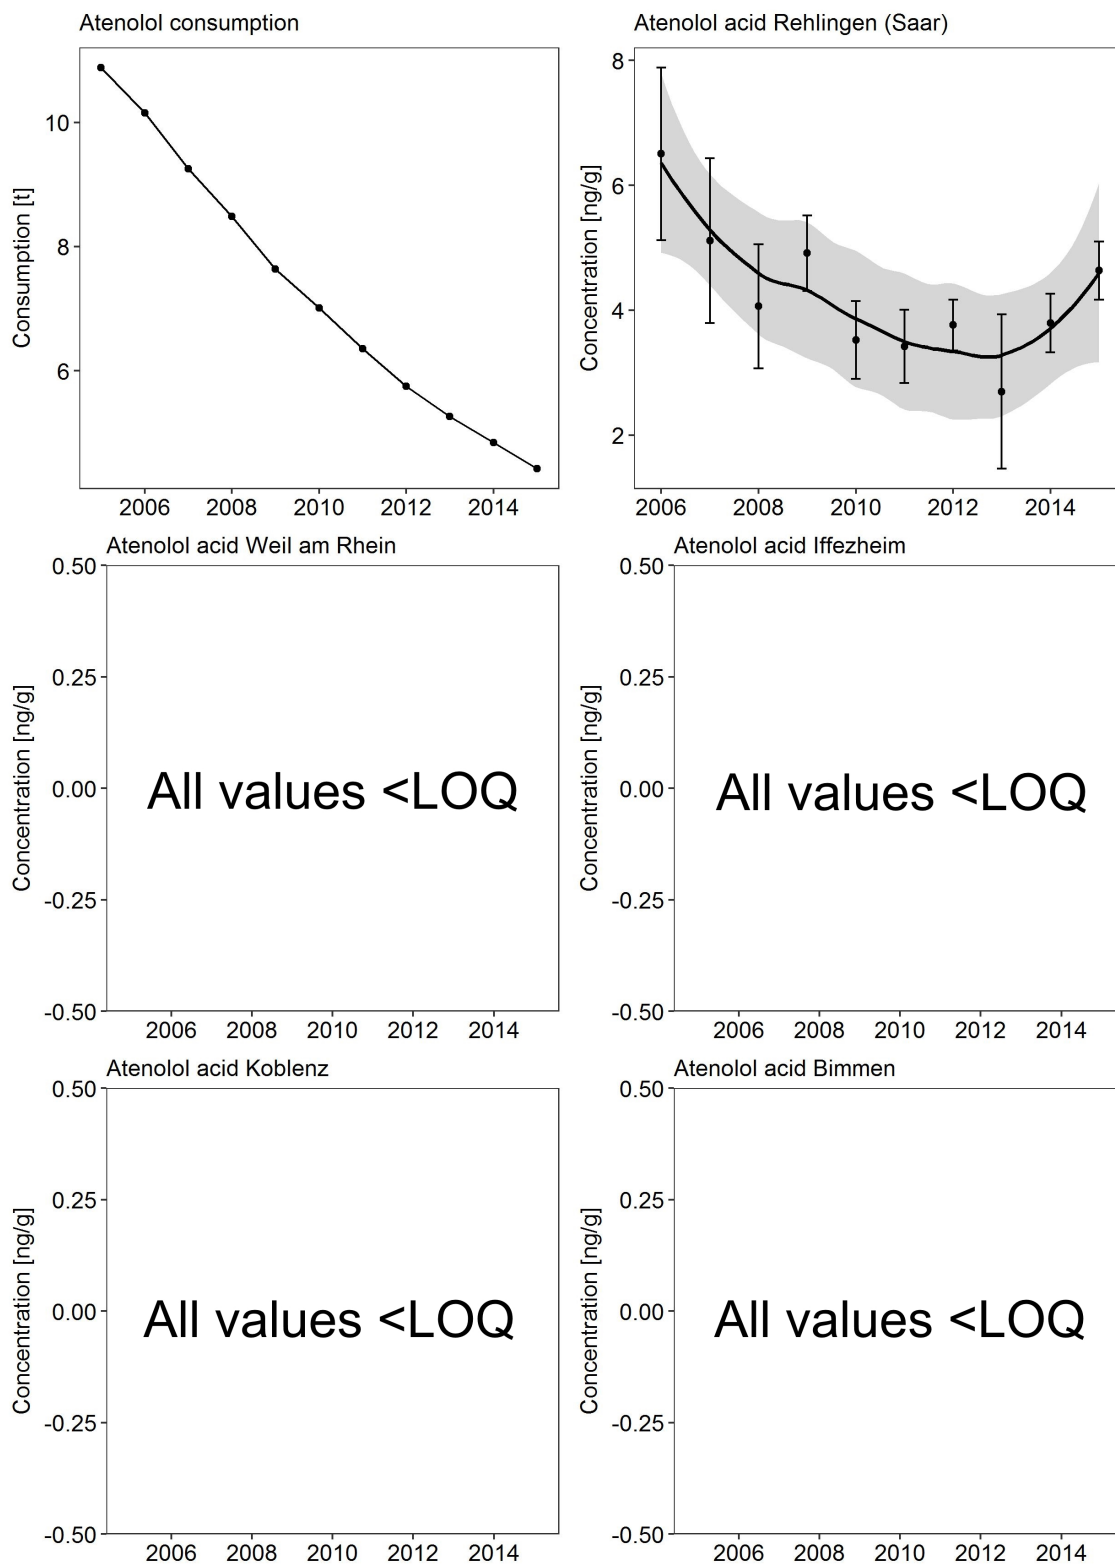 Atenolol consumption
Consumption [t]
10
8
6
2006 2008 2010 2012 2014
Atenolol acid Rehlingen (Saar)
Concentration [ng/g]
8
6
4
2
2006 2008 2010 2012 2014
Atenolol acid Weil am Rhein
Concentration [ng/g]
0.50
0.25
0.00
-0.25
-0.50
All values <LOQ
2006 2008 2010 2012 2014
Atenolol acid Iffezheim
Concentration [ng/g]
0.50
0.25
0.00
-0.25
-0.50
All values <LOQ
2006 2008 2010 2012 2014
Atenolol acid Koblenz
Concentration [ng/g]
0.50
0.25
0.00
-0.25
-0.50
All values <LOQ
2006 2008 2010 2012 2014
Atenolol acid Bimmen
Concentration [ng/g]
0.50
0.25
0.00
-0.25
-0.50
All values <LOQ
2006 2008 2010 2012 2014